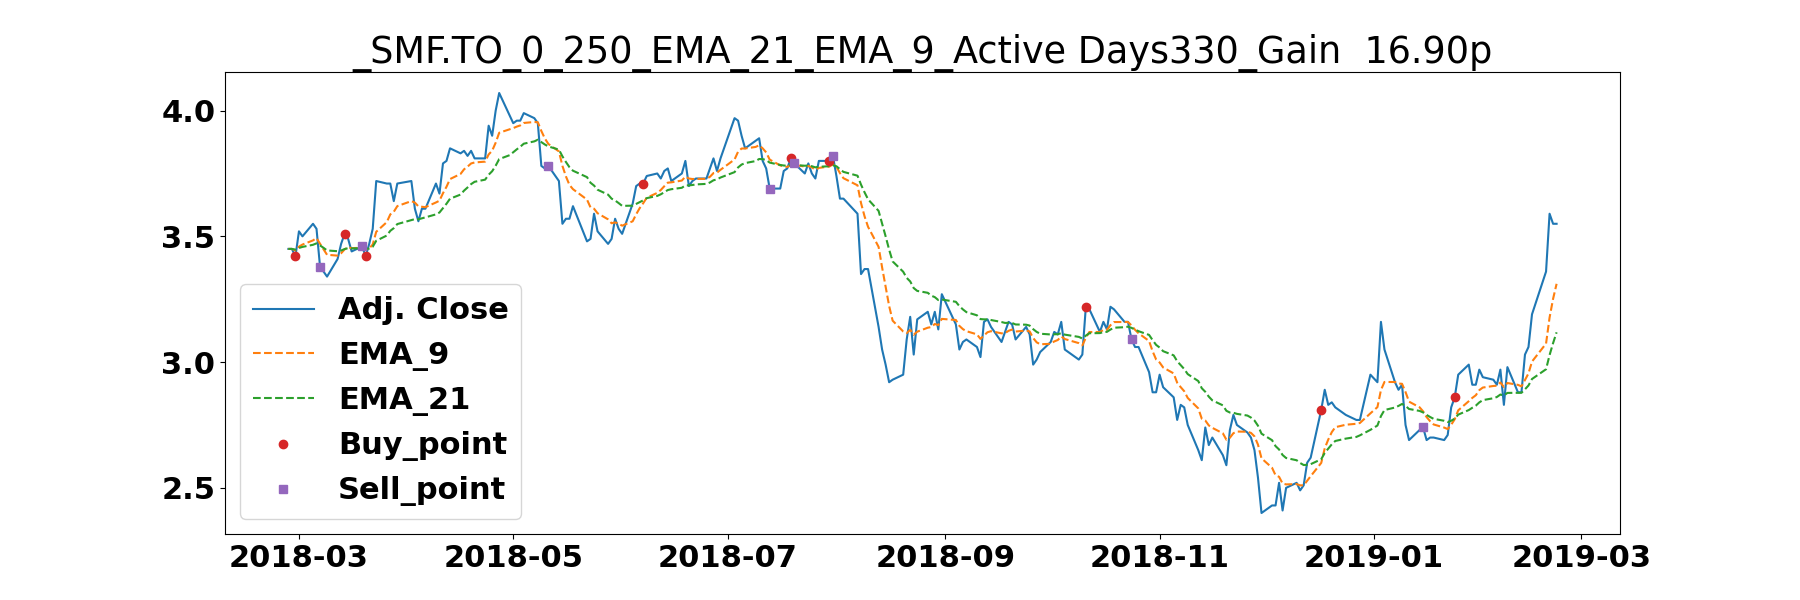 _SMF.TO_0_250_EMA_21_EMA_9_Active Days330_Gain  16.90p
4.0
3.5
3.0
2.5
Adj. Close
EMA_9
EMA_21
Buy_point
Sell_point
2018-03 2018-05 2018-07 2018-09 2018-11 2019-01 2019-03